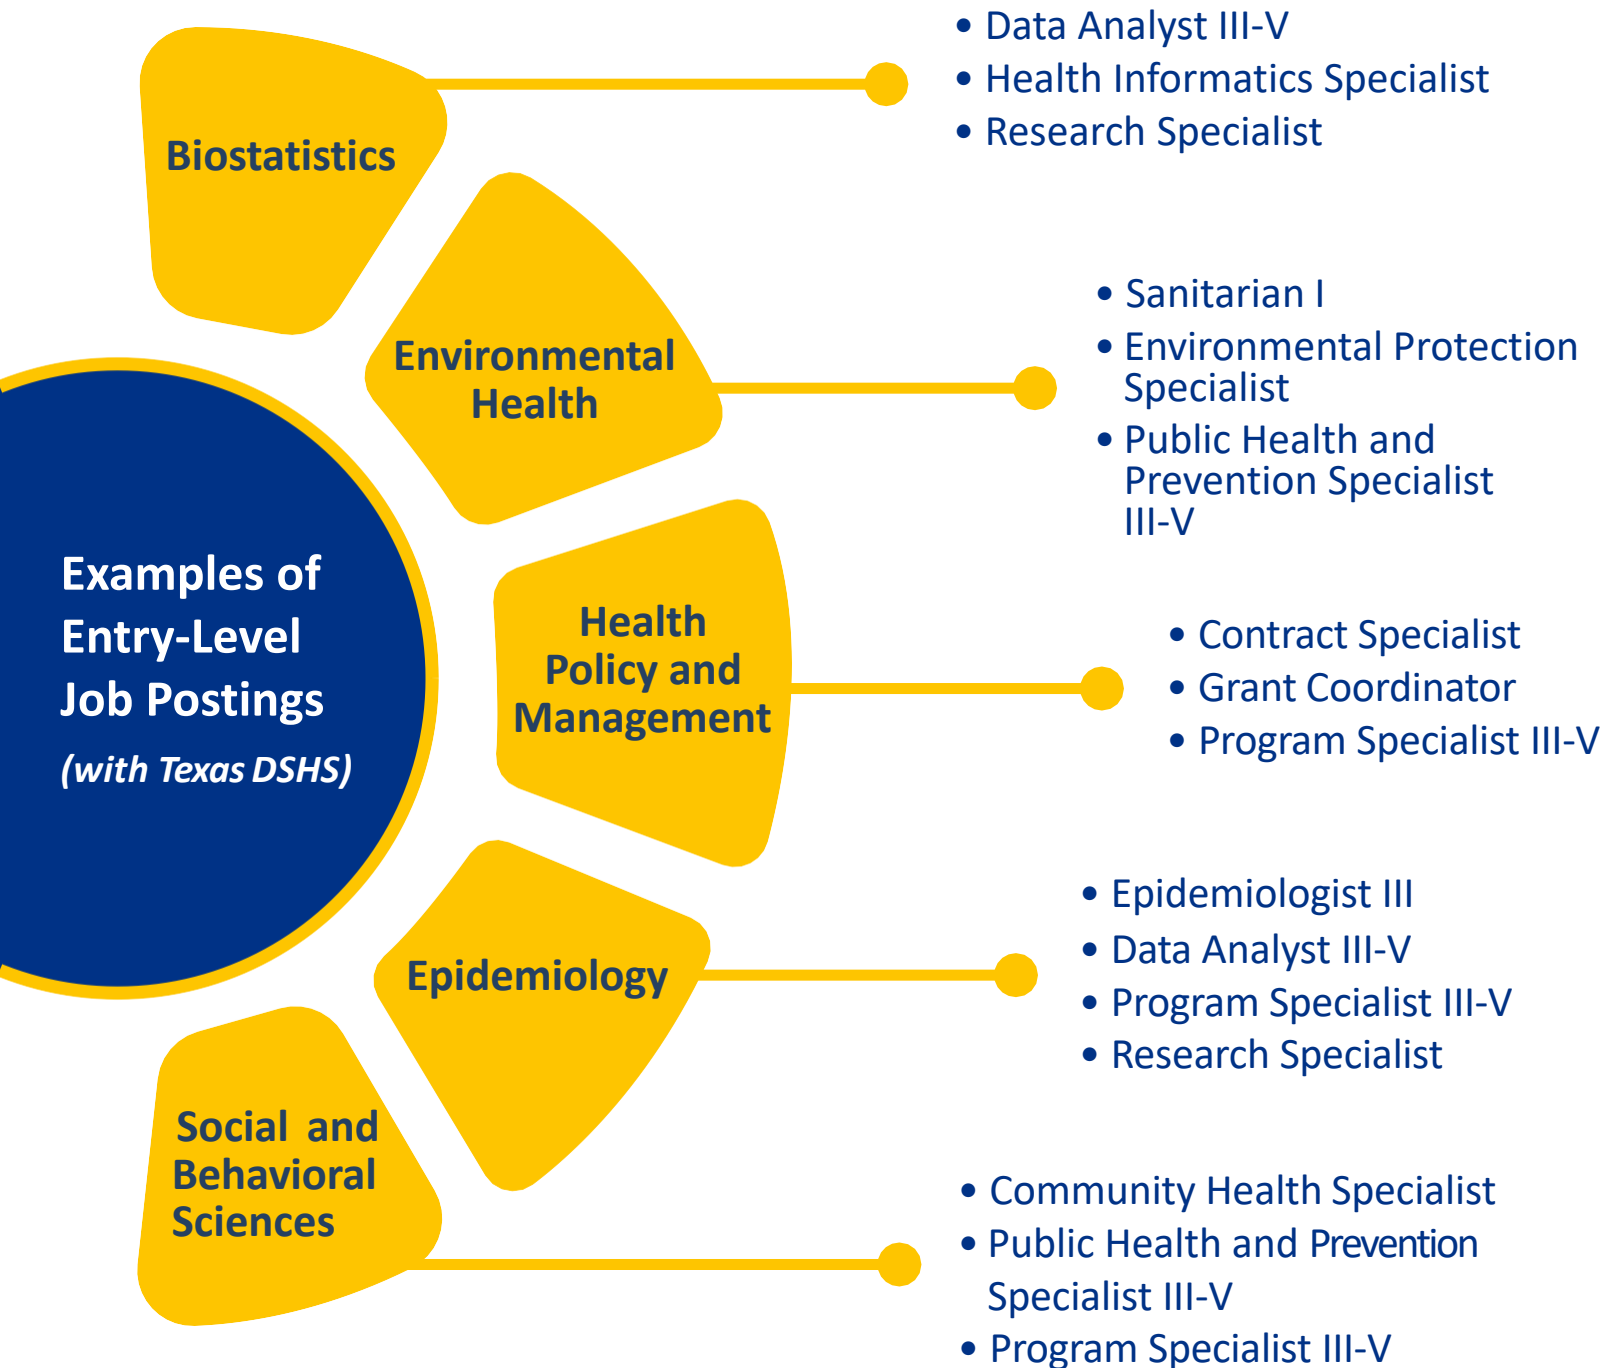 Examples of
Entry-Level
Job Postings
(with Texas DSHS)
Biostatistics
• Data Analyst III-V
• Health Informatics Specialist
• Research Specialist
Environmental
Health
• Sanitarian I
• Environmental Protection
Specialist
• Public Health and
Prevention Specialist
III-V
Health
Policy and
Management
• Contract Specialist
• Grant Coordinator
• Program Specialist III-V
Epidemiology
• Epidemiologist III
• Data Analyst III-V
• Program Specialist III-V
• Research Specialist
Social and
Behavioral
Sciences
• Community Health Specialist
• Public Health and Prevention
Specialist III-V
• Program Specialist III-V